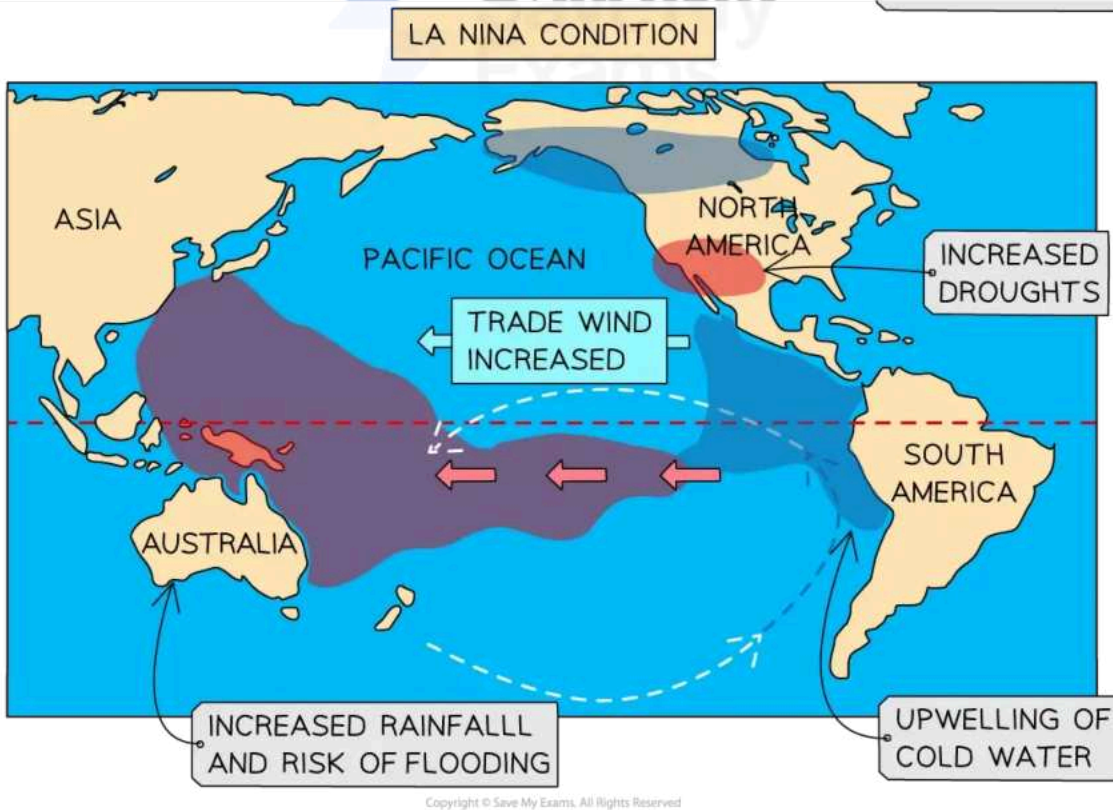 LA NINA CONDITION
ASIA
NORTH
AMERICA
PACIFIC OCEAN
INCREASED
DROUGHTS
TRADE WIND
INCREASED
SOUTH
AMERICA
AUSTRALIA
INCREASED RAINFALLL
AND RISK OF FLOODING
UPWELLING OF
COLD WATER
Copyright © Save My Exams. All Rights Reserved